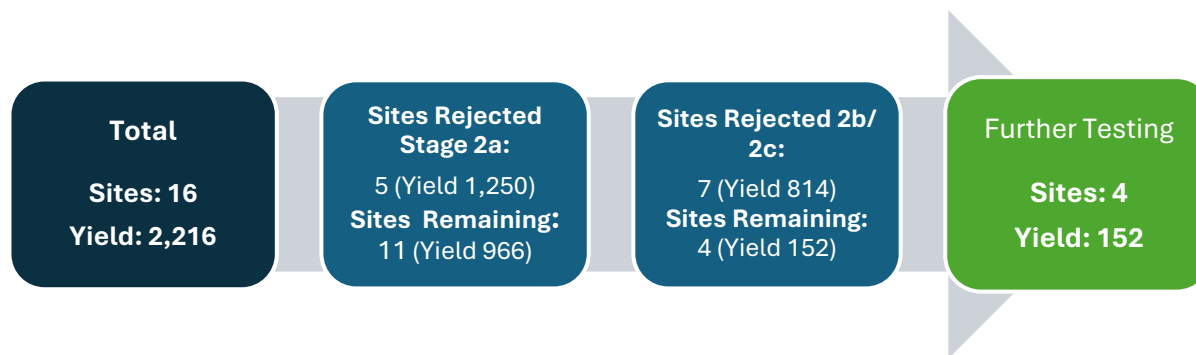 Total
Sites: 16
Yield: 2,216
Sites Rejected
Stage 2a:
5 (Yield 1,250)
Sites Remaining:
11 (Yield 966)
Sites Rejected 2b/
2c:
7 (Yield 814)
Sites Remaining:
4 (Yield 152)
Further Testing
Sites: 4
Yield: 152